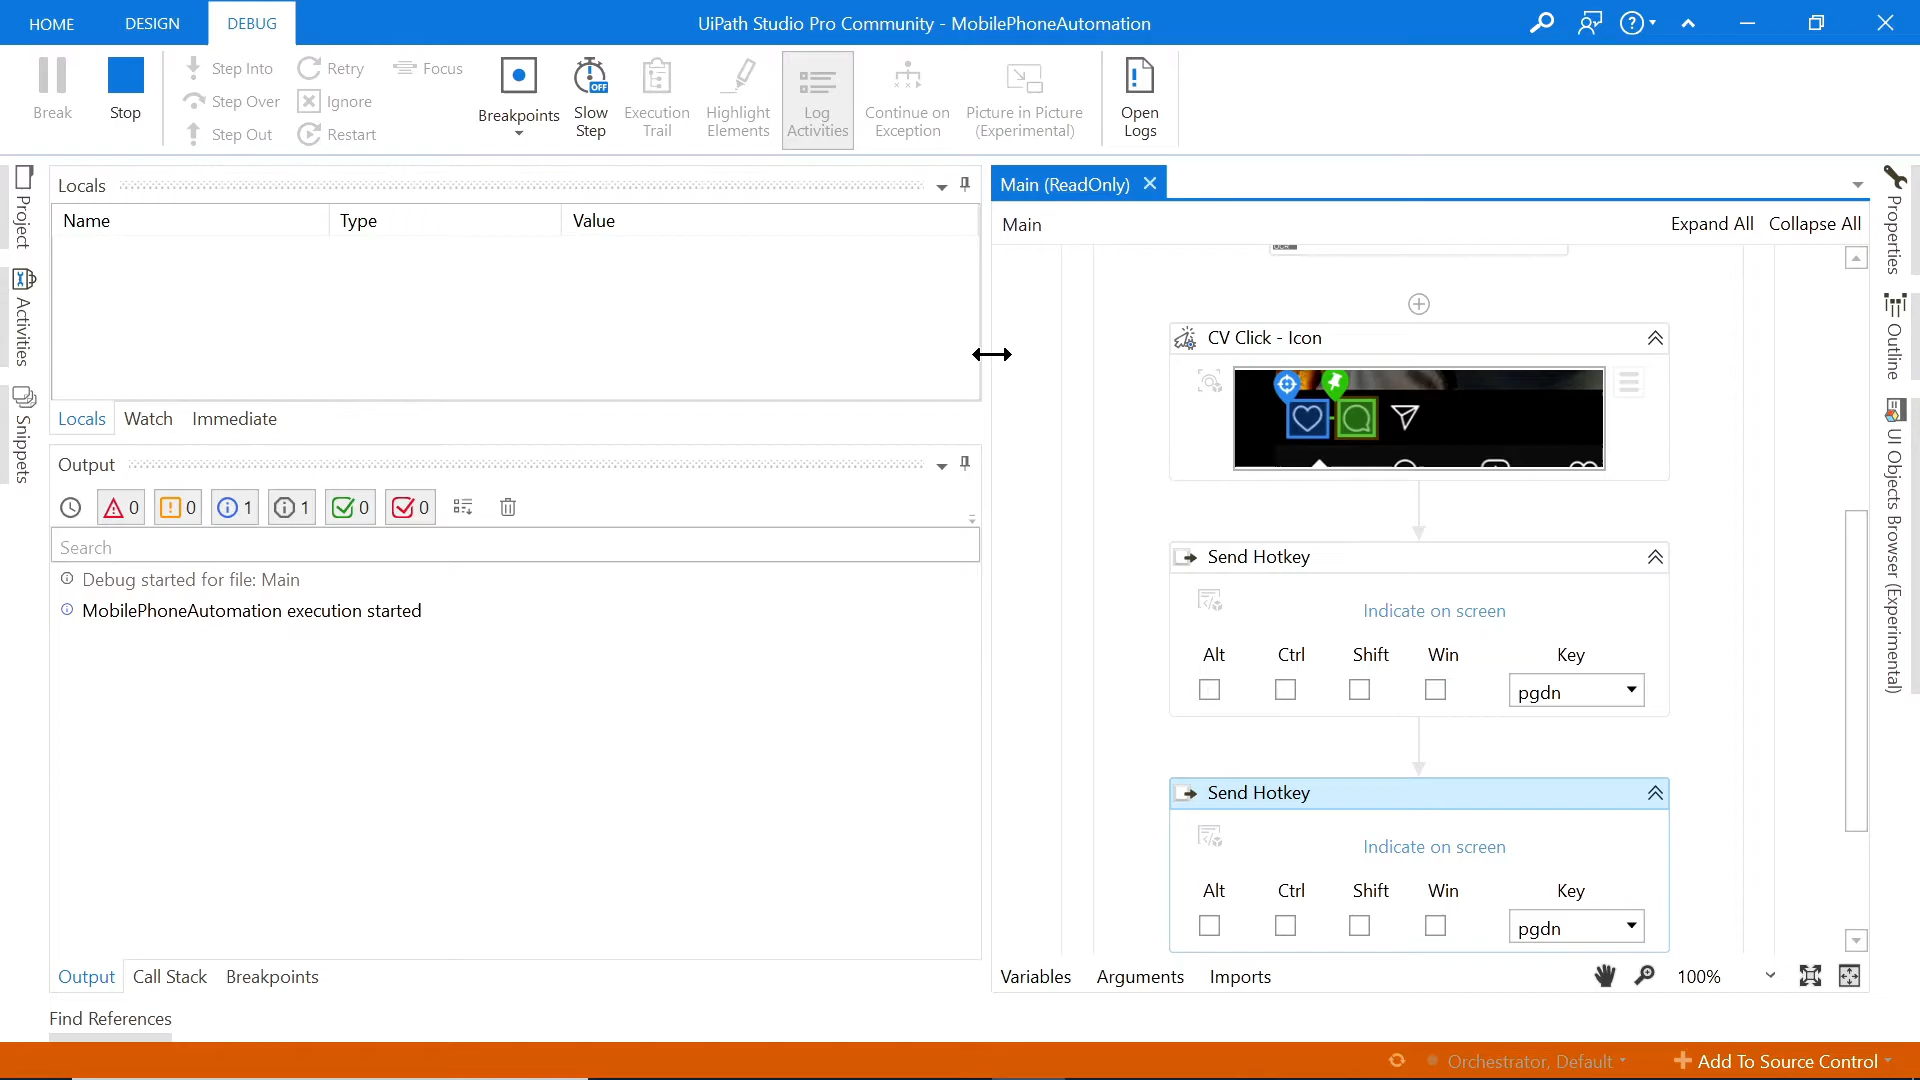 HOME
DESIGN
DEBUG
UiPath Studio Pro Community - MobilePhoneAutomation
Break
Stop
Step Into
Step Over
Step Out
Retry
Ignore
Restart
Focus
Breakpoints
Slow
Step
OFF
Execution
Trail
Highlight
Elements
Log
Activities
Continue on
Exception
Picture in Picture
(Experimental)
Open
Logs
Project
Activities
Snippets
Locals
Name
Type
Value
Locals
Watch
Immediate
Output
0
0
1
1
0
0
Search
Debug started for file: Main
MobilePhoneAutomation execution started
Output
Call Stack
Breakpoints
Find References
Main (ReadOnly)
Main
Expand All
Collapse All
CV Click - Icon
Send Hotkey
Indicate on screen
Alt
Ctrl
Shift
Win
Key
pgdn
Send Hotkey
Indicate on screen
Alt
Ctrl
Shift
Win
Key
pgdn
Variables
Arguments
Imports
100%
Properties
Outline
UI Objects Browser (Experimental)
Orchestrator, Default
Add To Source Control